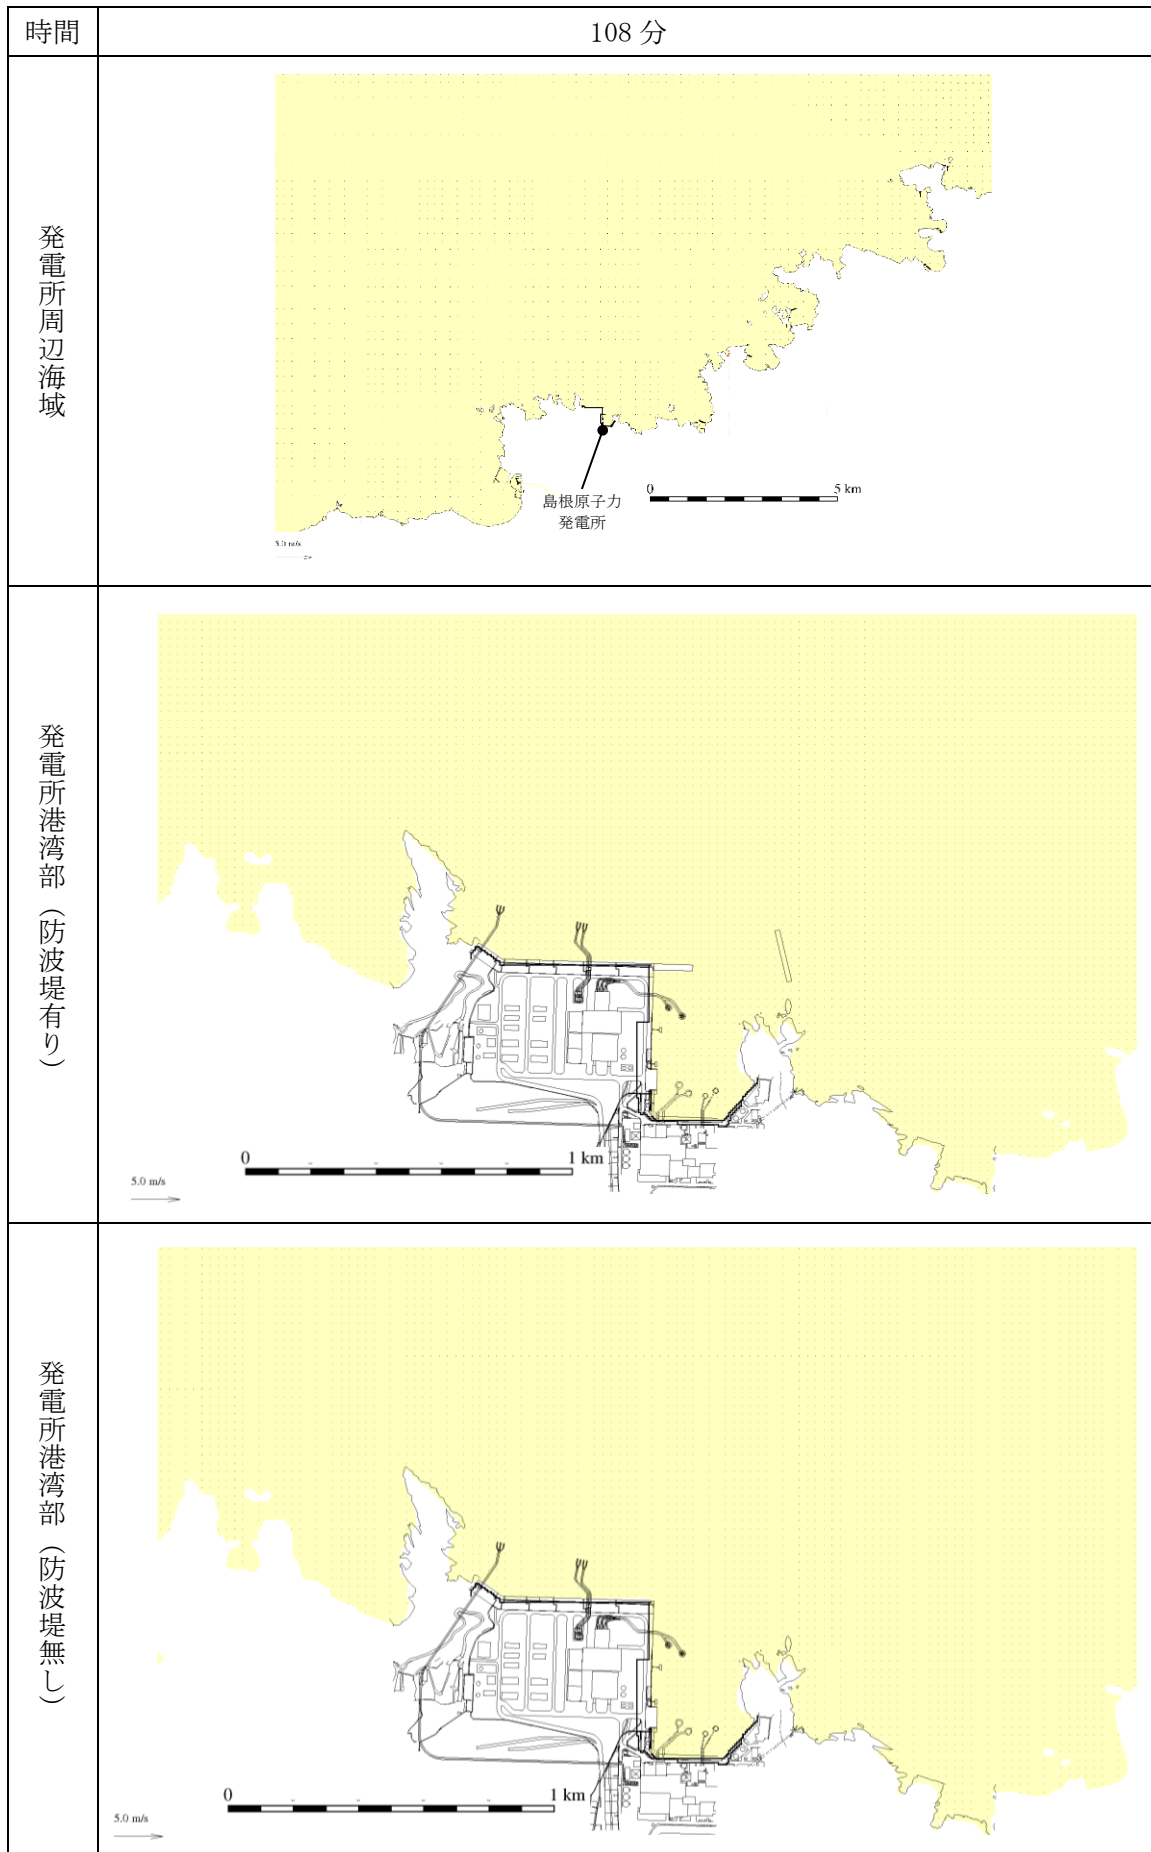 時間
108 分
発電所周辺海域
島根原子力
発電所
0
5 km
5.0 m/s
発電所港湾部（防波堤有り）
0
1 km
5.0 m/s
発電所港湾部（防波堤無し）
0
1 km
5.0 m/s